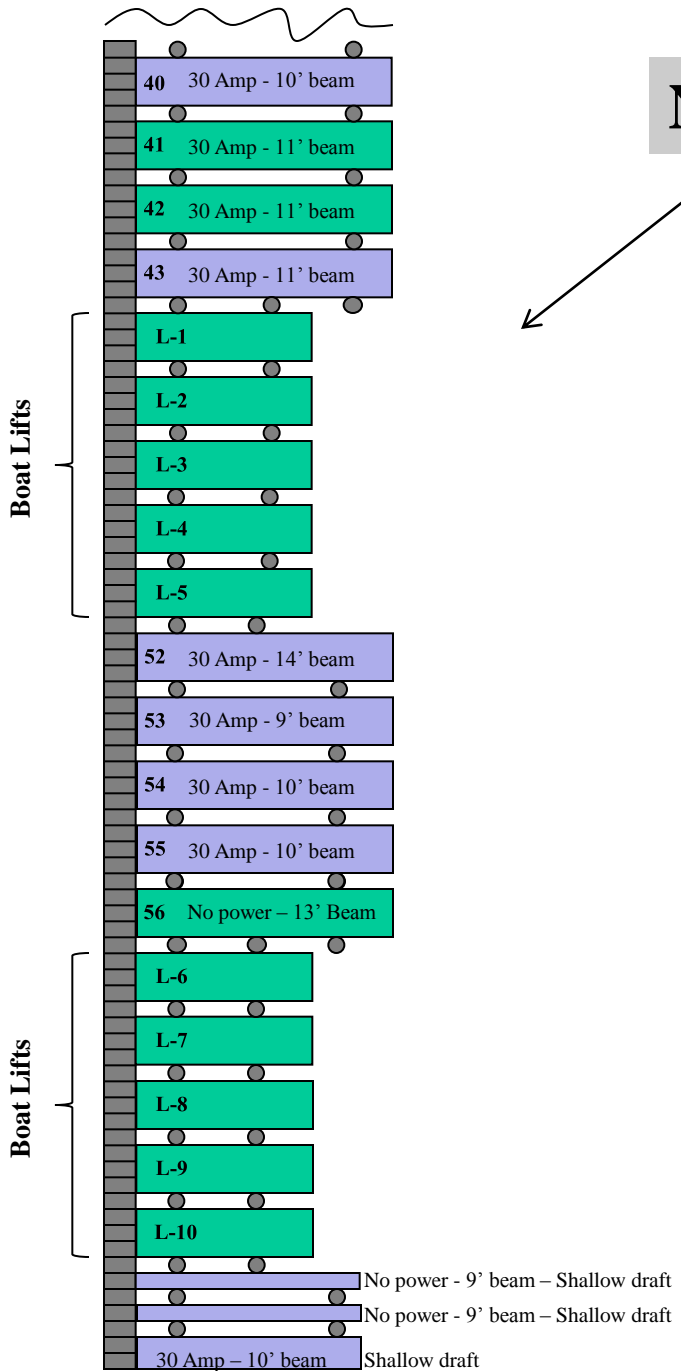 40 30 Amp - 10’ beam
41 30 Amp - 11’ beam
42 30 Amp - 11’ beam
43 30 Amp - 11’ beam
Boat Lifts
L-1
L-2
L-3
L-4
L-5
52 30 Amp - 14’ beam
53 30 Amp - 9’ beam
54 30 Amp - 10’ beam
55 30 Amp - 10’ beam
56 No power – 13’ Beam
Boat Lifts
L-6
L-7
L-8
L-9
L-10
No power - 9’ beam – Shallow draft
No power - 9’ beam – Shallow draft
30 Amp – 10’ beam Shallow draft